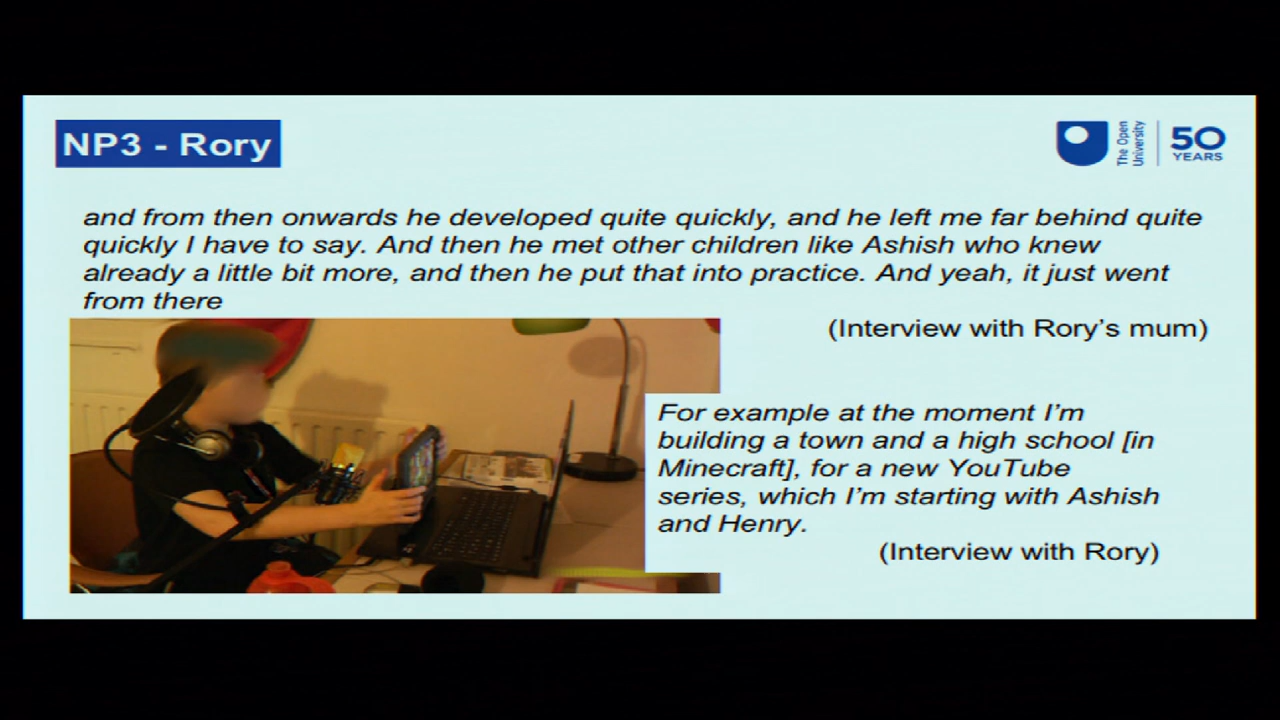 NP3 - Rory
The Open
University
50
YEARS
and from then onwards he developed quite quickly, and he left me far behind quite
quickly I have to say. And then he met other children like Ashish who knew
already a little bit more, and then he put that into practice. And yeah, it just went
from there
(Interview with Rory's mum)
For example at the moment I'm
building a town and a high school [in
Minecraft], for a new YouTube
series, which I'm starting with Ashish
and Henry.
(Interview with Rory)